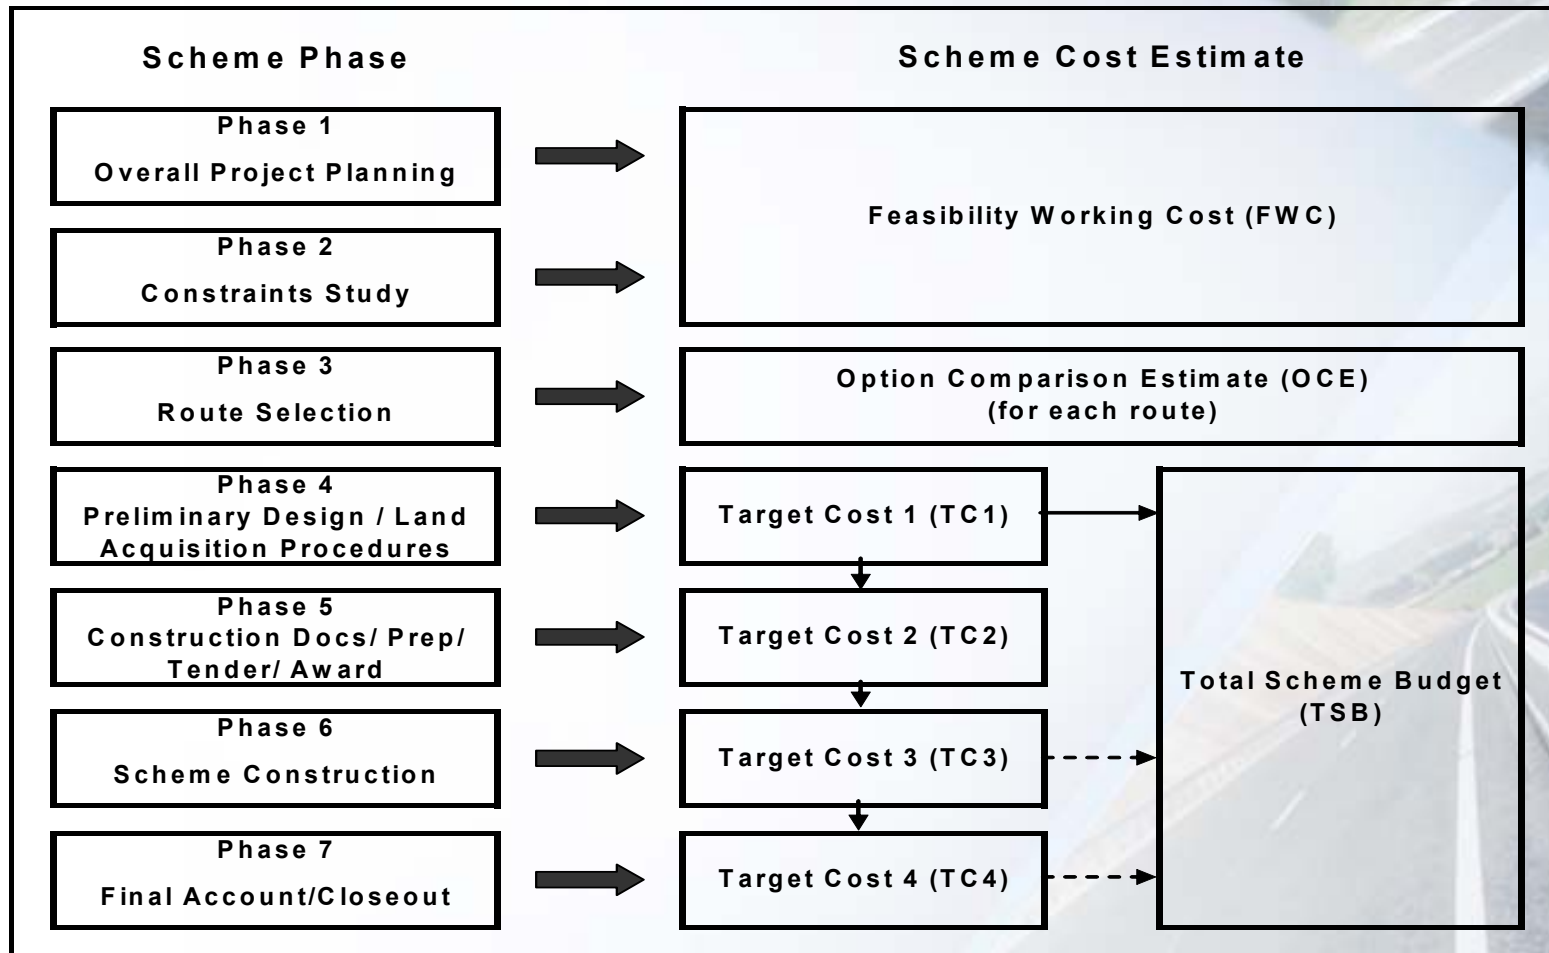 Scheme Phase
Scheme Cost Estimate
Phase 1
Overall Project Planning
Feasibility Working Cost (FWC)
Phase 2
Constraints Study
Phase 3
Route Selection
Option Comparison Estimate (OCE)
(for each route)
Phase 4
Preliminary Design / Land
Acquisition Procedures
Target Cost 1 (TC1)
Phase 5
Construction Docs/ Prep/
Tender/ Award
Target Cost 2 (TC2)
Total Scheme Budget
(TSB)
Phase 6
Scheme Construction
Target Cost 3 (TC3)
Phase 7
Final Account/Closeout
Target Cost 4 (TC4)